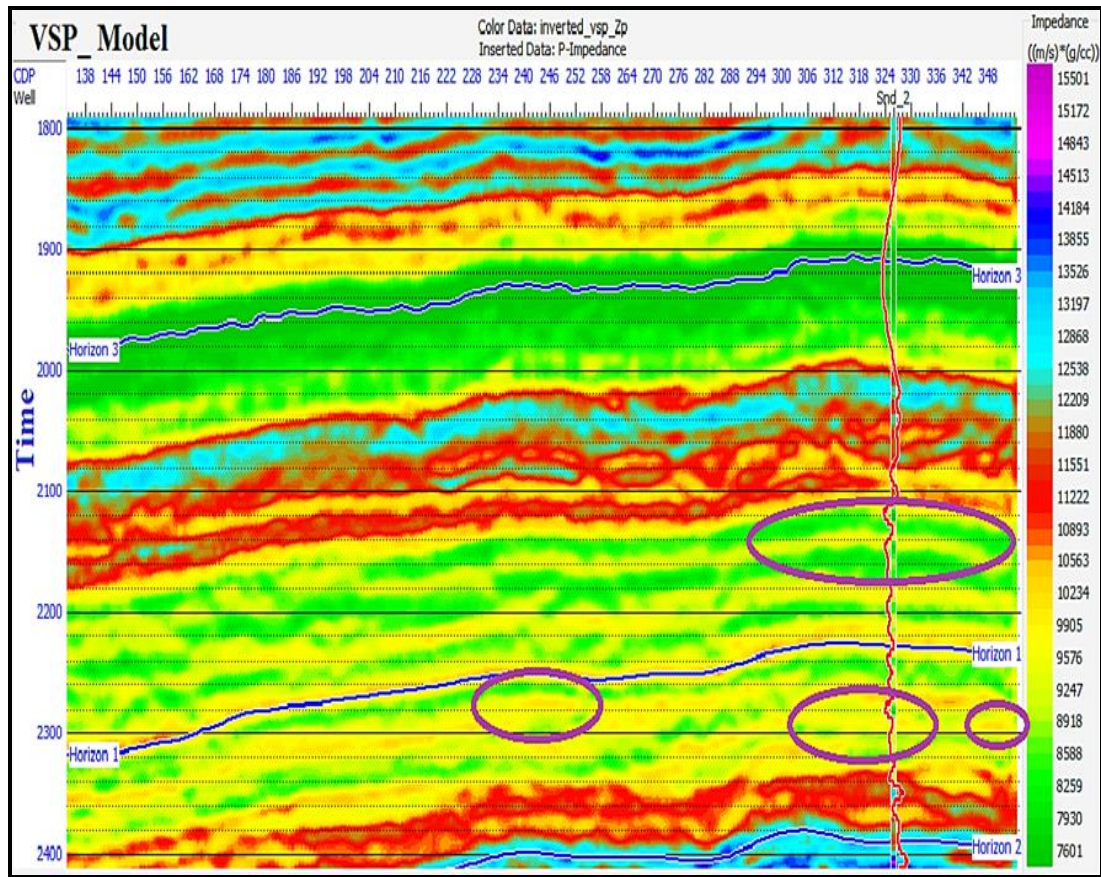 VSP_ Model
Color Data: inverted_vsp_Zp
Inserted Data: P-Impedance
Impedance
((m/s)*(g/cc))
CDP 138 144 150 156 162 168 174 180 186 192 198 204 210 216 222 228 234 240 246 252 258 264 270 276 282 288 294 300 306 312 318 324 330 336 342 348
Well
Snd_2
Time
1800
1900
2000
2100
2200
2300
2400
Horizon 3
Horizon 3
Horizon 1
Horizon 1
Horizon 2
15501
15172
14843
14513
14184
13855
13526
13197
12868
12538
12209
11880
11551
11222
10893
10563
10234
9905
9576
9247
8918
8588
8259
7930
7601